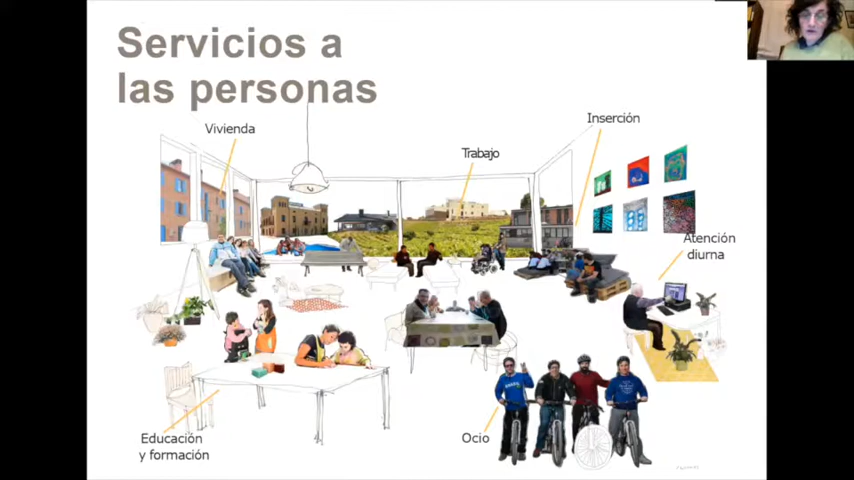 Servicios a
las personas
Vivienda
Trabajo
Inserción
Atención
diurna
Educación
y formación
Ocio